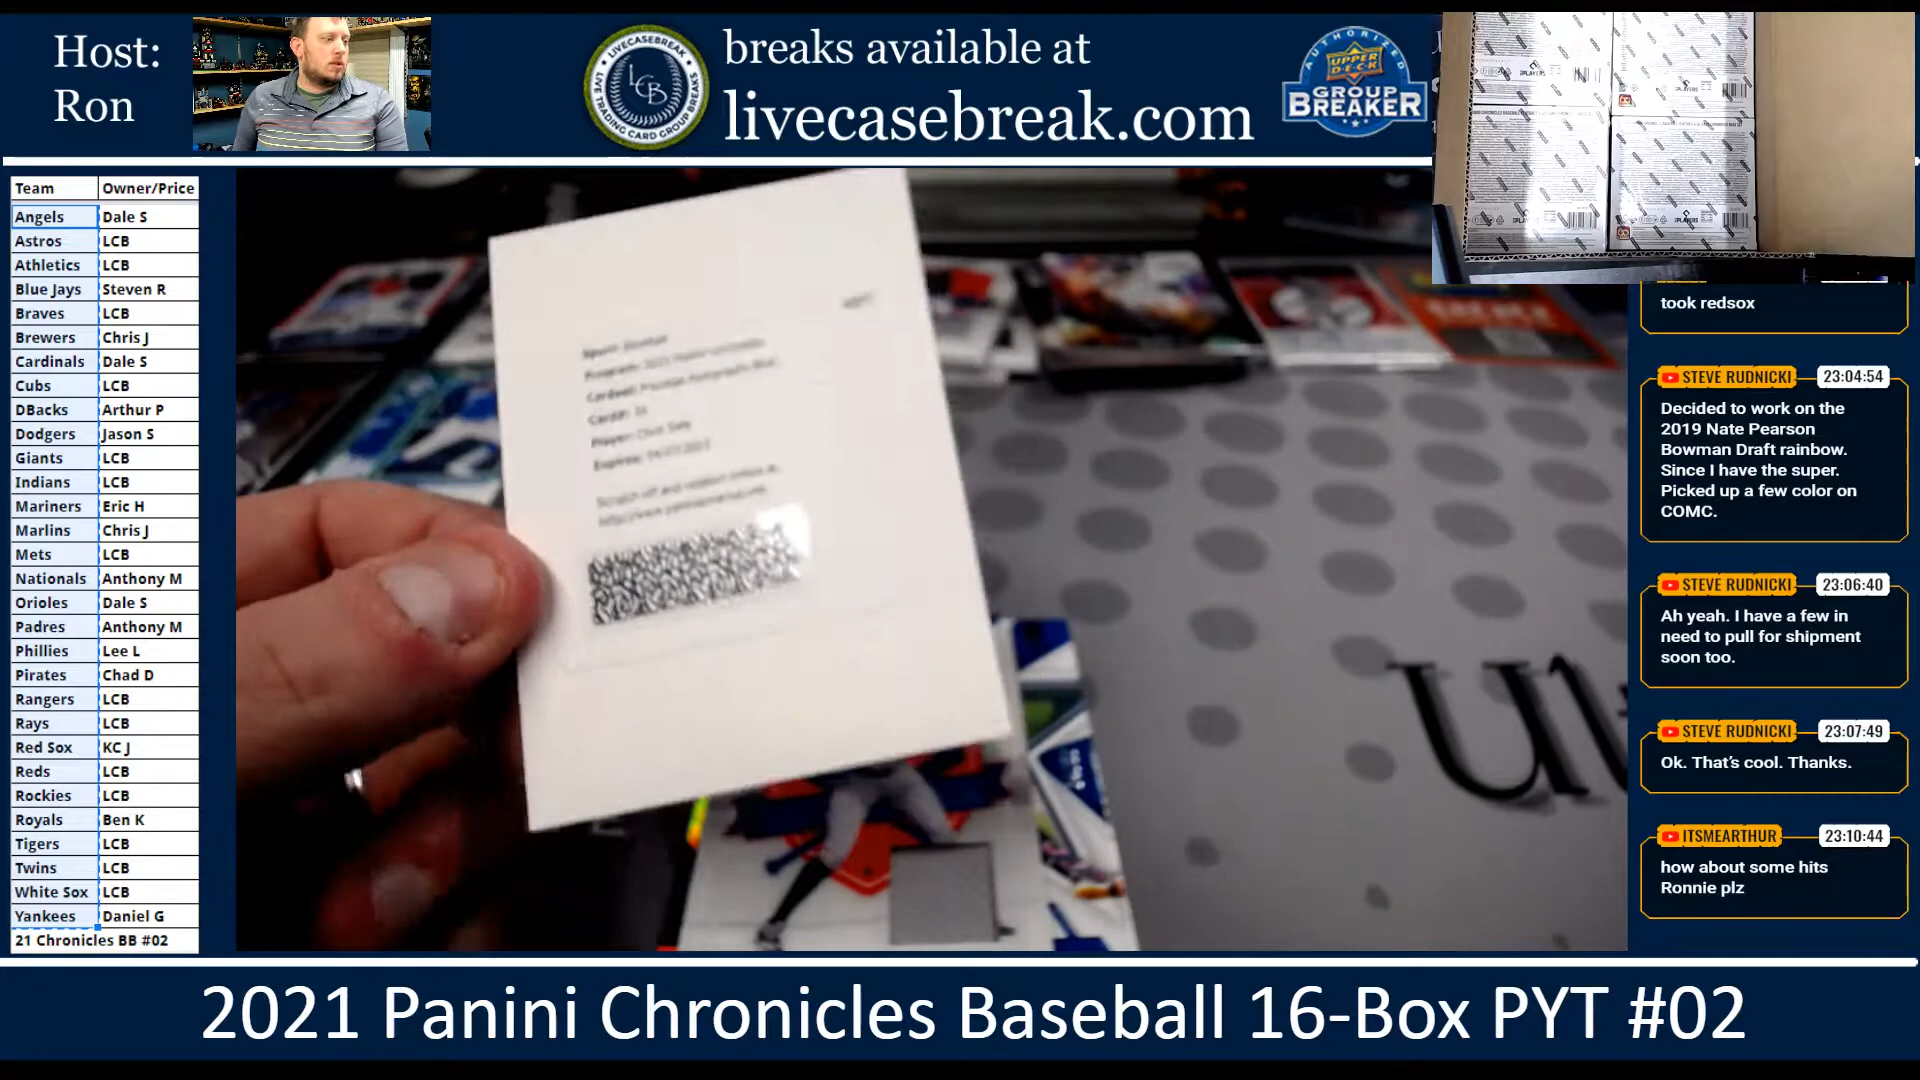 Host:
Ron
LIVECASEBREAK
LCB
LIVE TRADING CARD GROUP BREAKS
breaks available at
livecasebreak.com
AUTHORIZED
UPPER DECK
GROUP
BREAKER
Team Owner/Price
Angels Dale S
Astros LCB
Athletics LCB
Blue Jays Steven R
Braves LCB
Brewers Chris J
Cardinals Dale S
Cubs LCB
DBacks Arthur P
Dodgers Jason S
Giants LCB
Indians LCB
Mariners Eric H
Marlins Chris J
Mets LCB
Nationals Anthony M
Orioles Dale S
Padres Anthony M
Phillies Lee L
Pirates Chad D
Rangers LCB
Rays LCB
Red Sox KC J
Reds LCB
Rockies LCB
Royals Ben K
Tigers LCB
Twins LCB
White Sox LCB
Yankees Daniel G
21 Chronicles BB #02
took redsox
STEVE RUDNICKI 23:04:54
Decided to work on the
2019 Nate Pearson
Bowman Draft rainbow.
Since I have the super.
Picked up a few color on
COMC.
STEVE RUDNICKI 23:06:40
Ah yeah. I have a few in
need to pull for shipment
soon too.
STEVE RUDNICKI 23:07:49
Ok. That's cool. Thanks.
ITSMEARTHUR 23:10:44
how about some hits
Ronnie plz
2021 Panini Chronicles Baseball 16-Box PYT #02